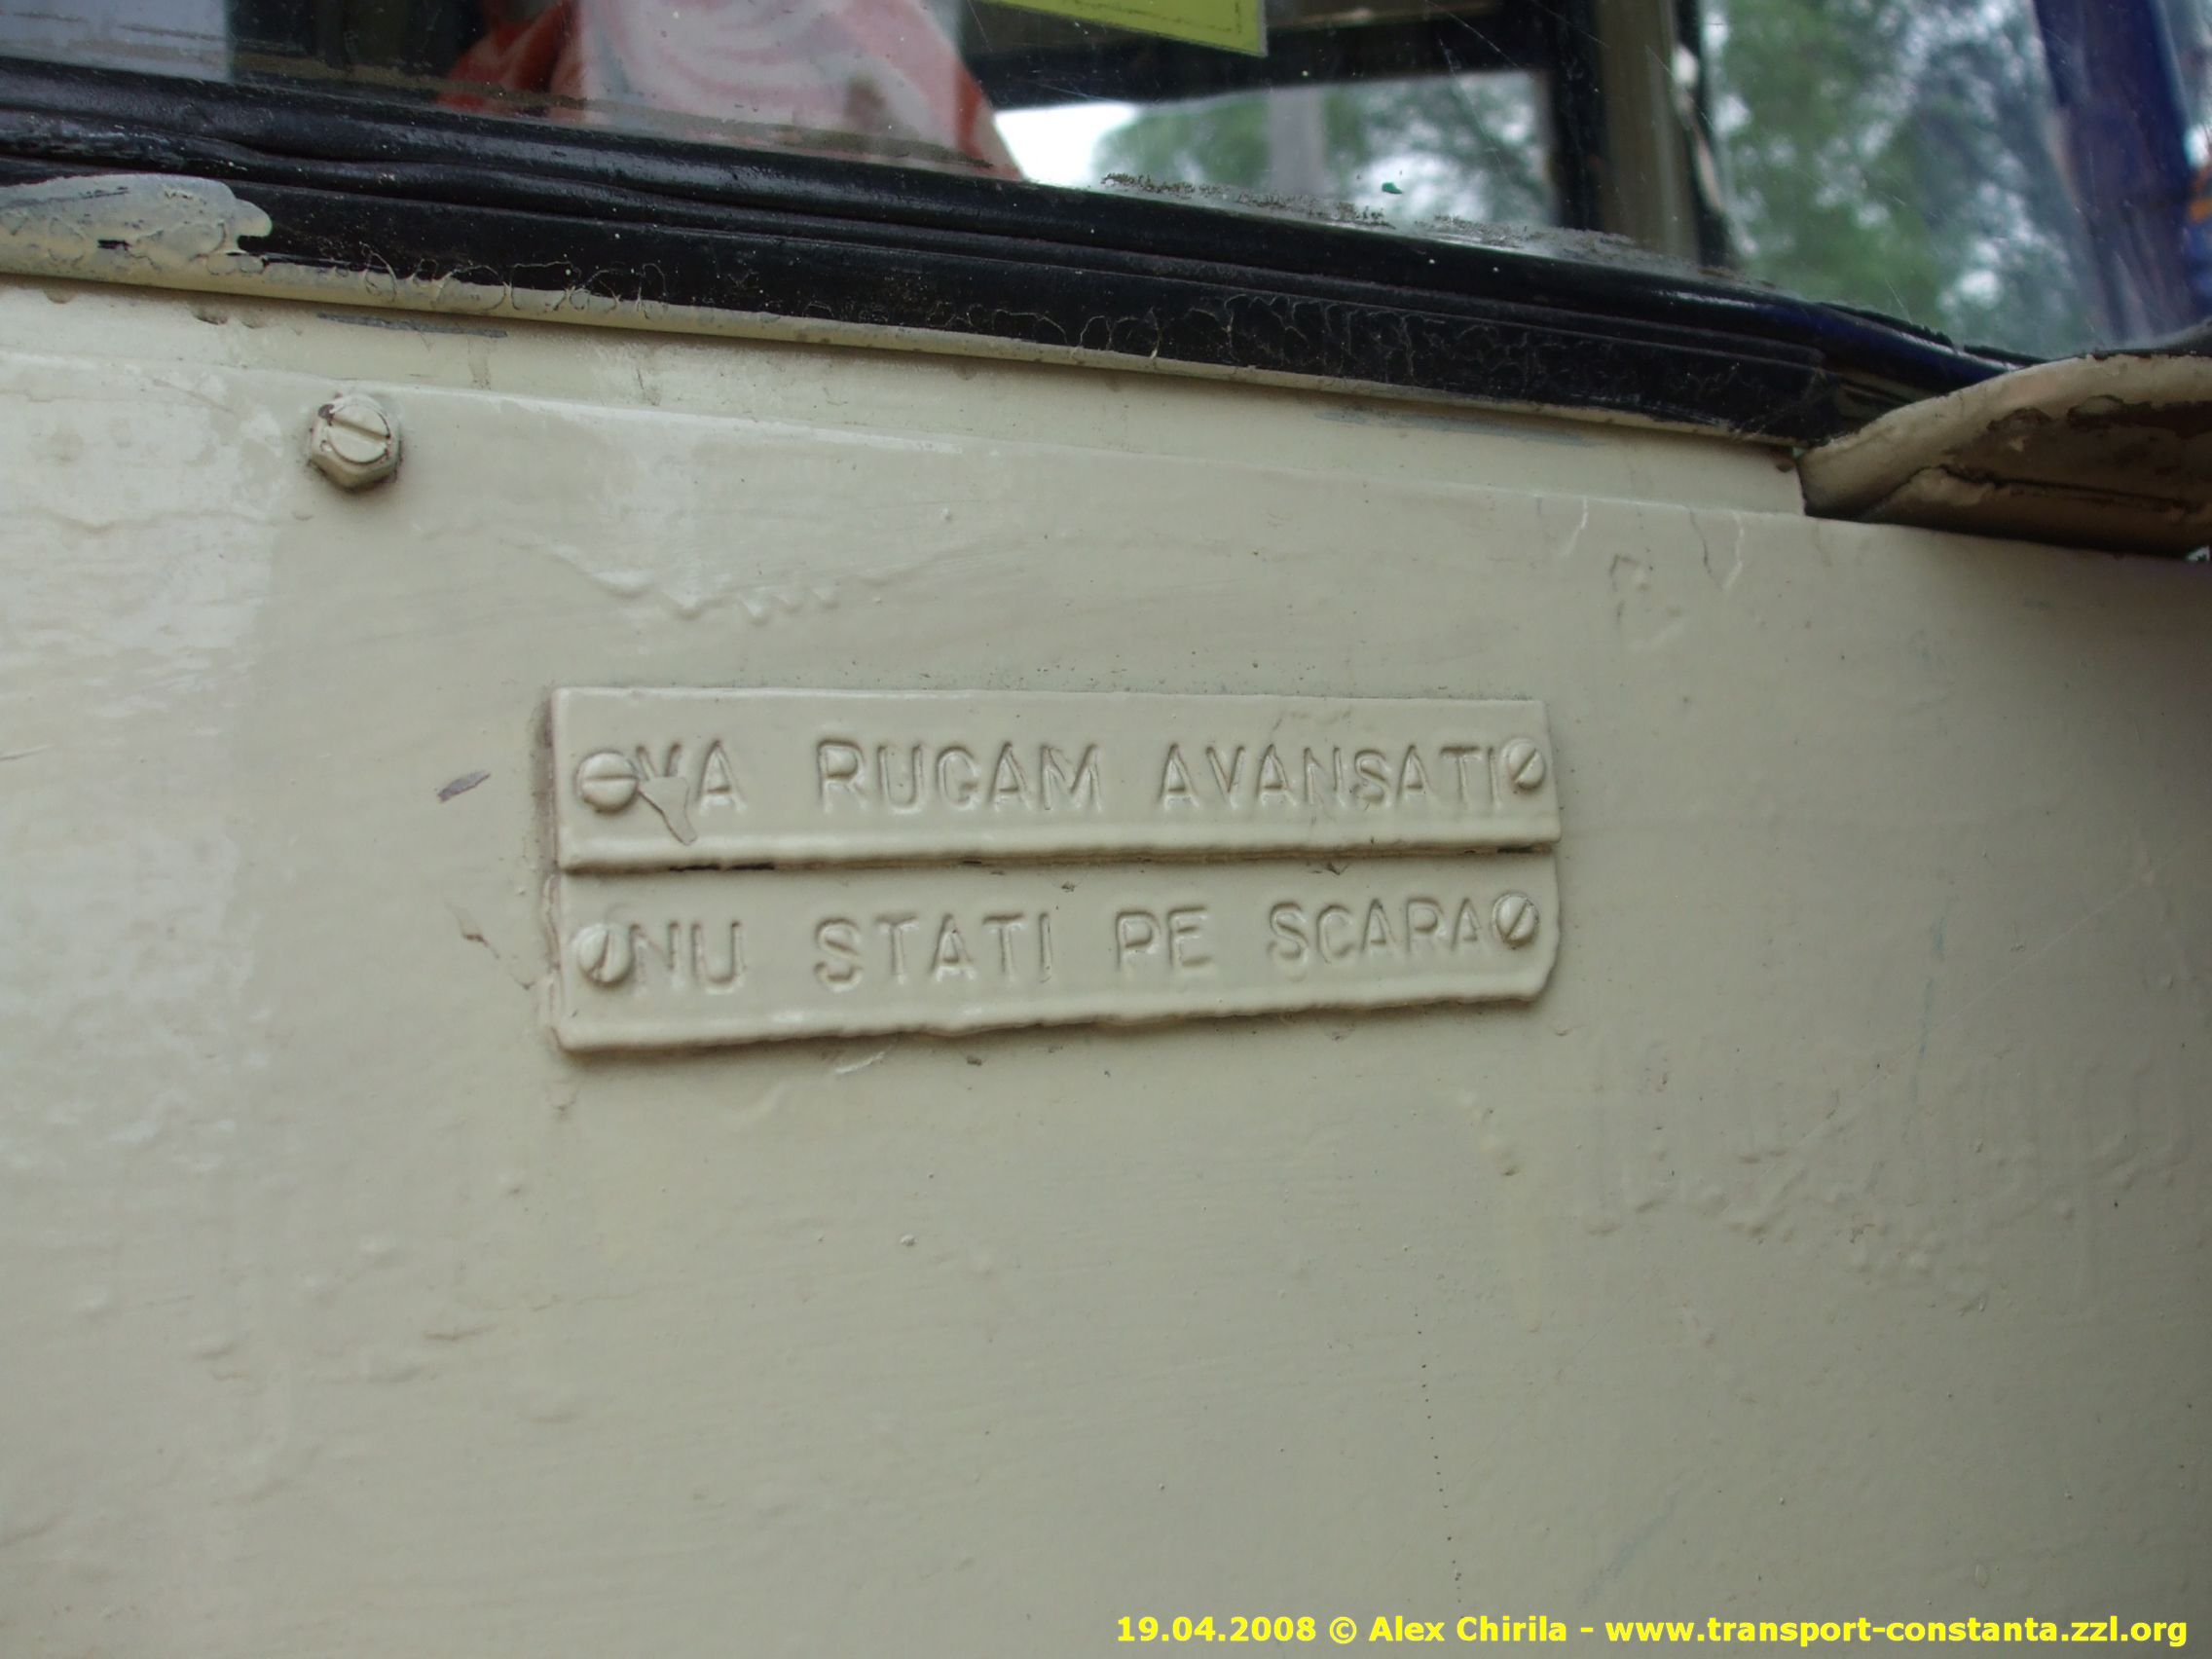 VA RUGAM AVANSATI
NU STATI PE SCARA
19.04.2008 © Alex Chirila - www.transport-constanta.zzl.org